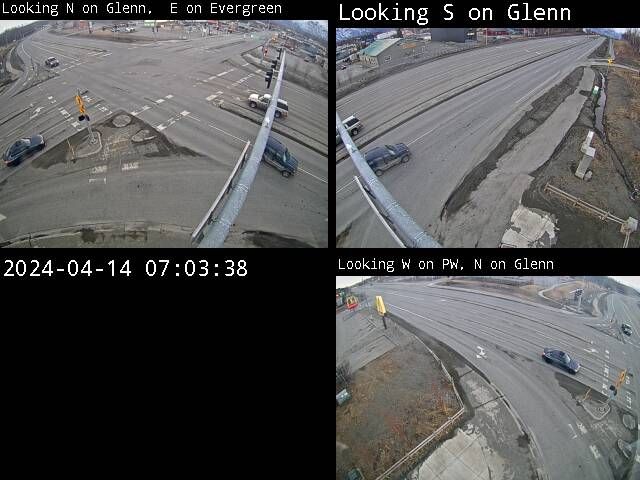 Looking N on Glenn,  E on Evergreen
Looking S on Glenn
2024-04-14 07:03:38
Looking W on PW, N on Glenn